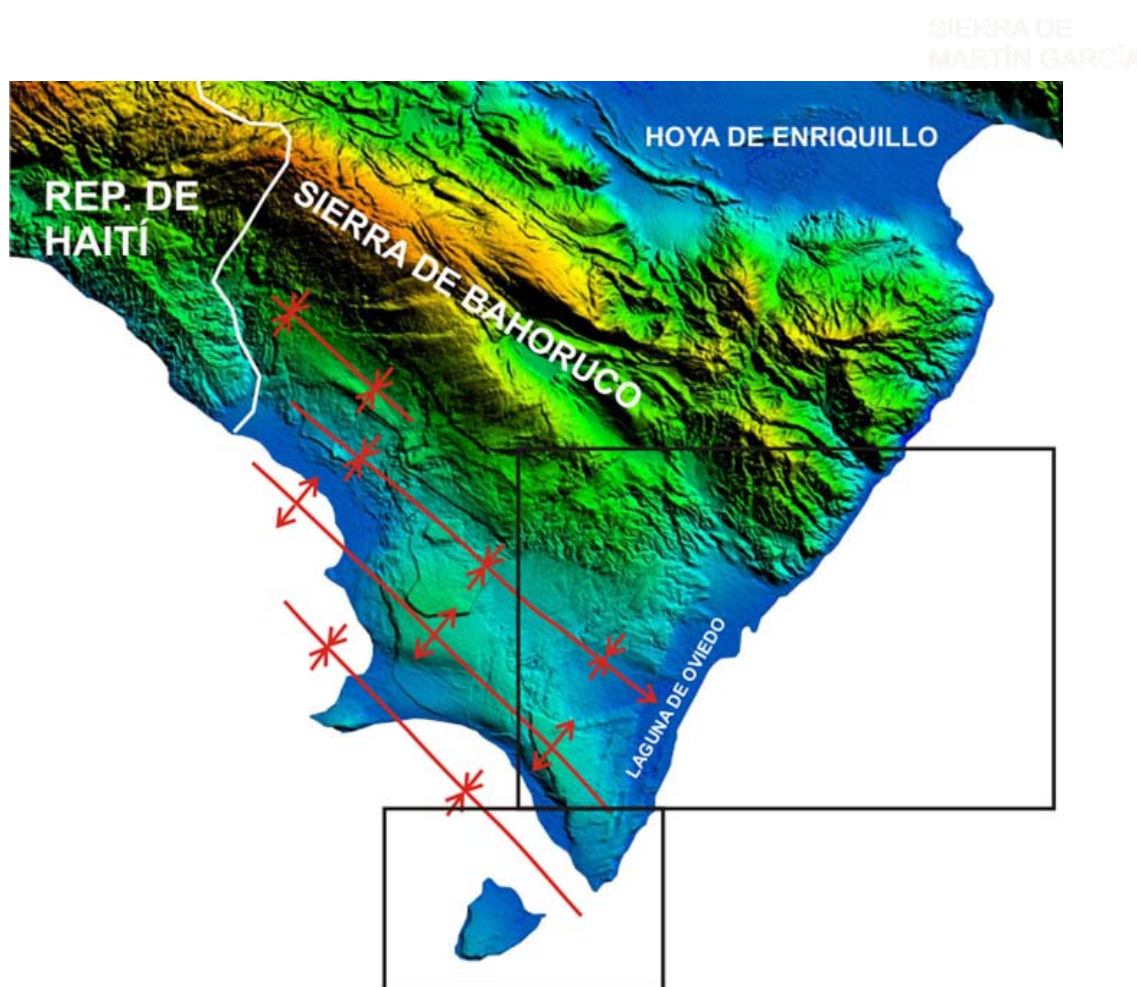 SIERRA DE
MARTÍN GARCÍA
HOYA DE ENRIQUILLO
REP. DE
HAITÍ
SIERRA DE BAHORUCO
LAGUNA DE OVIEDO